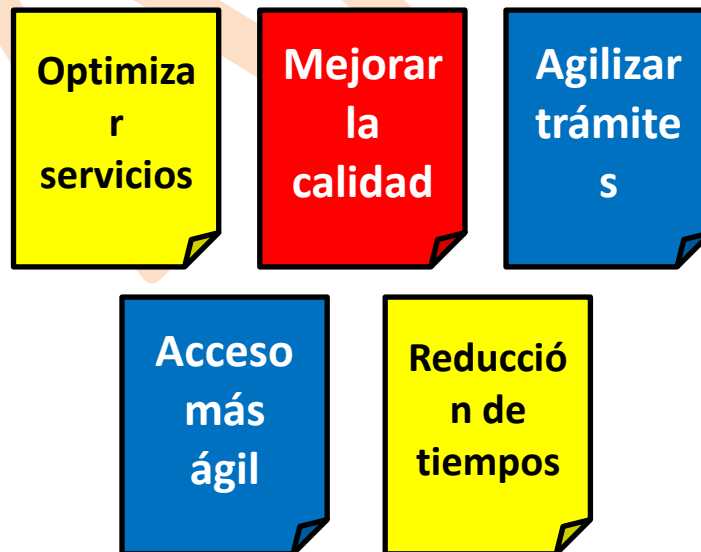 Optimiza
r
servicios
Mejorar
la
calidad
Agilizar
trámite
s
Acceso
más
ágil
Reducció
n de
tiempos